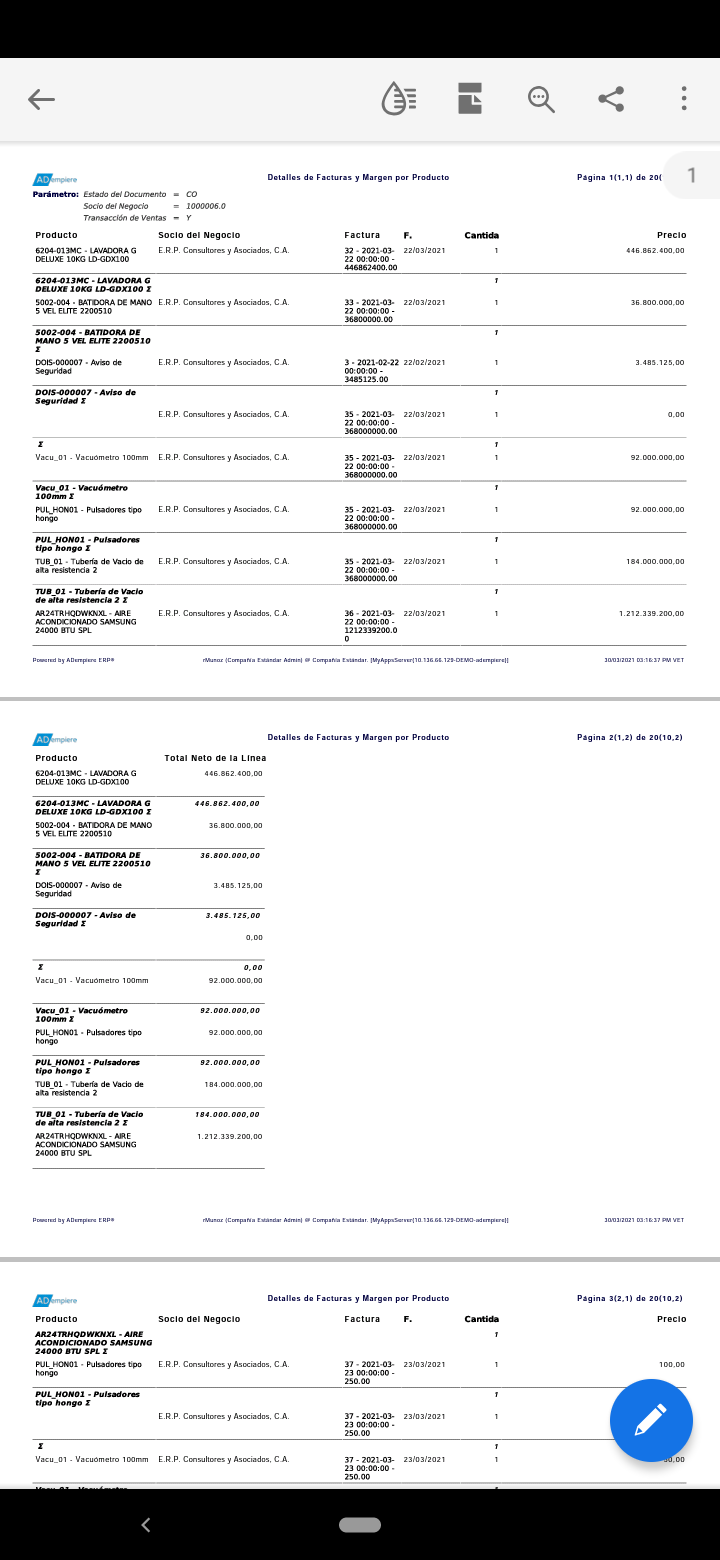 1
ADempiere
Detalles de Facturas y Margen por Producto
Página 1(1,1) de 20(
Parámetro: Estado del Documento = CO
Socio del Negocio = 1000006.0
Transacción de Ventas = Y
Producto Socio del Negocio Factura F. Cantida Precio
6204-013MC - LAVADORA G E.R.P. Consultores y Asociados, C.A. 32 - 2021-03- 22/03/2021 1 446.862.400,00
DELUXE 10KG LD-GDX100 22 00:00:00 -
446862400.00
6204-013MC - LAVADORA G 1
DELUXE 10KG LD-GDX100 Σ
5002-004 - BATIDORA DE MANO E.R.P. Consultores y Asociados, C.A. 33 - 2021-03- 22/03/2021 1 36.800.000,00
5 VEL ELITE 2200510 22 00:00:00 -
36800000.00
5002-004 - BATIDORA DE 1
MANO 5 VEL ELITE 2200510
Σ
DOIS-000007 - Aviso de E.R.P. Consultores y Asociados, C.A. 3 - 2021-02-22 22/02/2021 1 3.485.125,00
Seguridad 00:00:00 -
3485125.00
DOIS-000007 - Aviso de 1
Seguridad Σ
E.R.P. Consultores y Asociados, C.A. 35 - 2021-03- 22/03/2021 1 0,00
22 00:00:00 -
368000000.00
Σ 1
Vacu_01 - Vacuómetro 100mm E.R.P. Consultores y Asociados, C.A. 35 - 2021-03- 22/03/2021 1 92.000.000,00
22 00:00:00 -
368000000.00
Vacu_01 - Vacuómetro 1
100mm Σ
PUL_HON01 - Pulsadores tipo E.R.P. Consultores y Asociados, C.A. 35 - 2021-03- 22/03/2021 1 92.000.000,00
hongo 22 00:00:00 -
368000000.00
PUL_HON01 - Pulsadores 1
tipo hongo Σ
TUB_01 - Tubería de Vacio de E.R.P. Consultores y Asociados, C.A. 35 - 2021-03- 22/03/2021 1 184.000.000,00
alta resistencia 2 22 00:00:00 -
368000000.00
TUB_01 - Tubería de Vacio 1
de alta resistencia 2 Σ
AR24TRHQDWKNXL - AIRE E.R.P. Consultores y Asociados, C.A. 36 - 2021-03- 22/03/2021 1 1.212.339.200,00
ACONDICIONADO SAMSUNG 22 00:00:00 -
24000 BTU SPL 1212339200.0
0
Powered by ADempiere ERP® rMunoz (Compañía Estándar Admin) @ Compañía Estándar. [MyAppsServer{10.136.66.129-DEMO-adempiere}] 30/03/2021 03:16:37 PM VET
ADempiere
Detalles de Facturas y Margen por Producto
Página 2(1,2) de 20(10,2)
Producto Total Neto de la Línea
6204-013MC - LAVADORA G 446.862.400,00
DELUXE 10KG LD-GDX100
6204-013MC - LAVADORA G 446.862.400,00
DELUXE 10KG LD-GDX100 Σ
5002-004 - BATIDORA DE MANO 36.800.000,00
5 VEL ELITE 2200510
5002-004 - BATIDORA DE 36.800.000,00
MANO 5 VEL ELITE 2200510
Σ
DOIS-000007 - Aviso de 3.485.125,00
Seguridad
DOIS-000007 - Aviso de 3.485.125,00
Seguridad Σ
0,00
Σ 0,00
Vacu_01 - Vacuómetro 100mm 92.000.000,00
Vacu_01 - Vacuómetro 92.000.000,00
100mm Σ
PUL_HON01 - Pulsadores tipo 92.000.000,00
hongo
PUL_HON01 - Pulsadores 92.000.000,00
tipo hongo Σ
TUB_01 - Tubería de Vacio de 184.000.000,00
alta resistencia 2
TUB_01 - Tubería de Vacio 184.000.000,00
de alta resistencia 2 Σ
AR24TRHQDWKNXL - AIRE 1.212.339.200,00
ACONDICIONADO SAMSUNG
24000 BTU SPL
Powered by ADempiere ERP® rMunoz (Compañía Estándar Admin) @ Compañía Estándar. [MyAppsServer{10.136.66.129-DEMO-adempiere}] 30/03/2021 03:16:37 PM VET
ADempiere
Detalles de Facturas y Margen por Producto
Página 3(2,1) de 20(10,2)
Producto Socio del Negocio Factura F. Cantida Precio
AR24TRHQDWKNXL - AIRE 1
ACONDICIONADO SAMSUNG
24000 BTU SPL Σ
PUL_HON01 - Pulsadores tipo E.R.P. Consultores y Asociados, C.A. 37 - 2021-03- 23/03/2021 1 100,00
hongo 23 00:00:00 -
250.00
PUL_HON01 - Pulsadores 1
tipo hongo Σ
E.R.P. Consultores y Asociados, C.A. 37 - 2021-03- 23/03/2021 1
23 00:00:00 -
250.00
Σ 1
Vacu_01 - Vacuómetro 100mm E.R.P. Consultores y Asociados, C.A. 37 - 2021-03- 23/03/2021 1
23 00:00:00 -
250.00